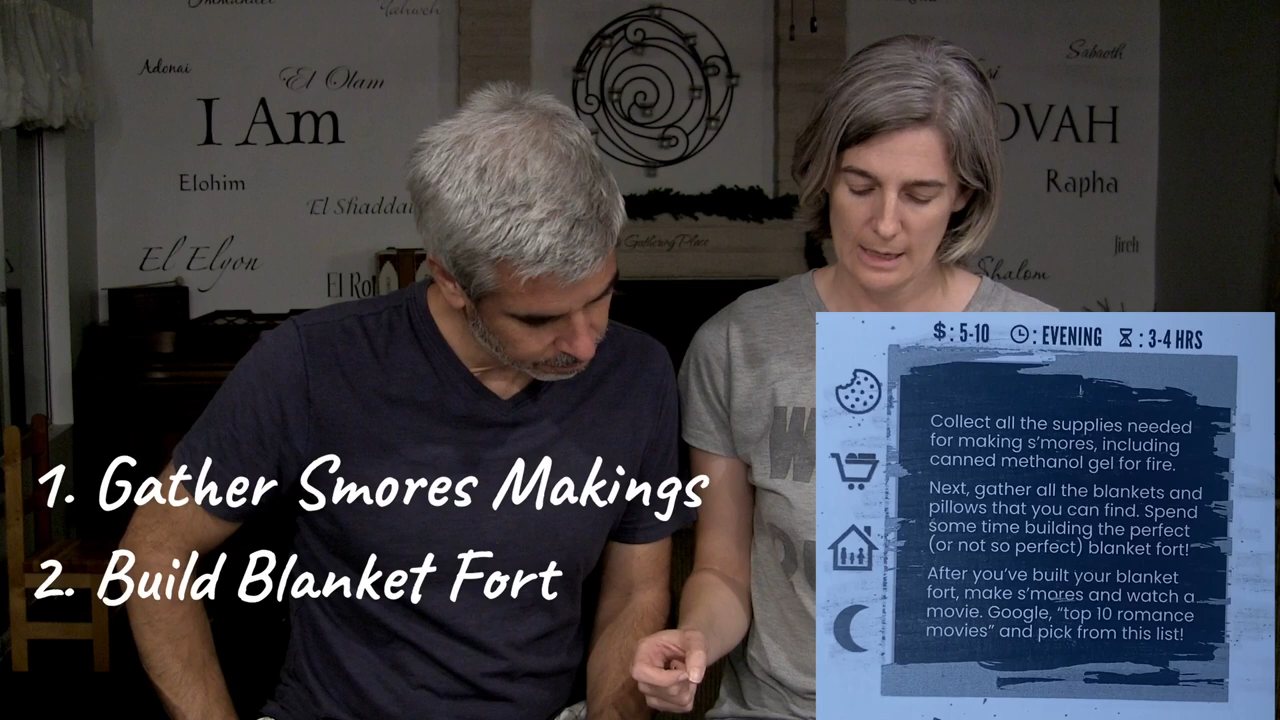 Immanuel
Yahweh
Adonai
El Olam
I Am
Elohim
El Shaddai
El Elyon
El Roi
Gathering Place
Sabaoth
OVAH
Rapha
Jireh
Shalom
1. Gather Smores Makings
2. Build Blanket Fort
$: 5-10 : EVENING : 3-4 HRS
Collect all the supplies needed
for making s'mores, including
canned methanol gel for fire.
Next, gather all the blankets and
pillows that you can find. Spend
some time building the perfect
(or not so perfect) blanket fort!
After you've built your blanket
fort, make s'mores and watch a
movie. Google, "top 10 romance
movies" and pick from this list!